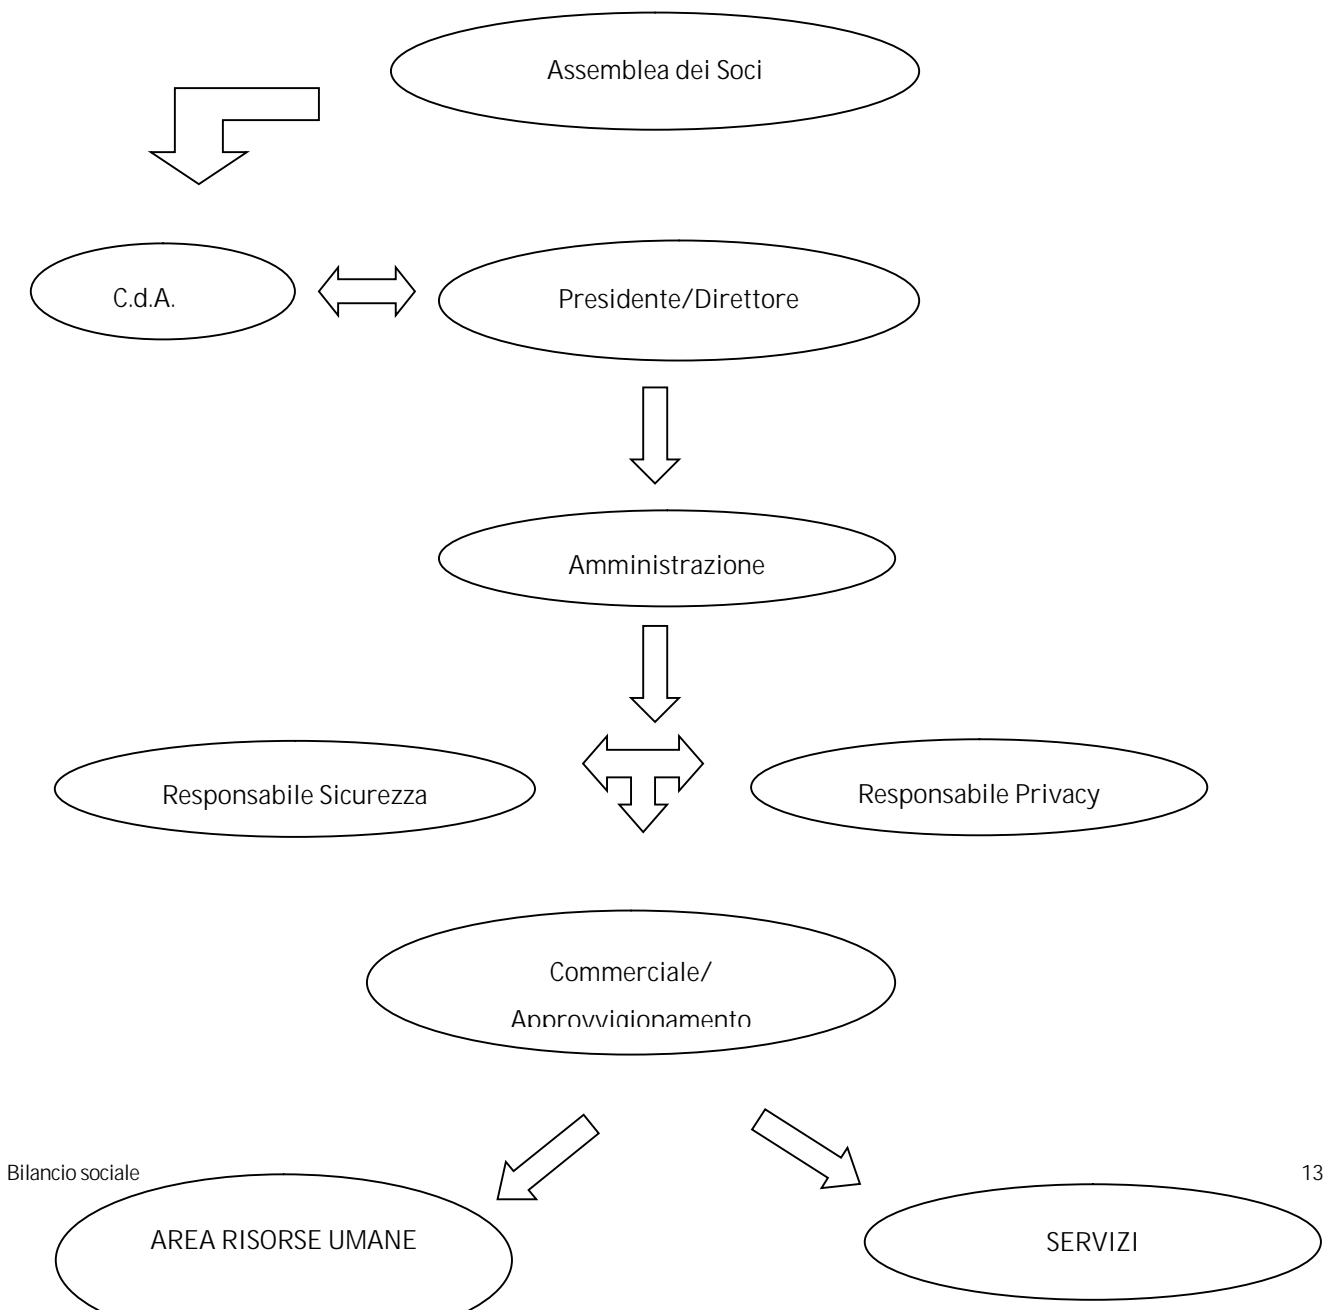 Assemblea dei Soci
C.d.A.
Presidente/Direttore
Amministrazione
Responsabile Sicurezza
Responsabile Privacy
Commerciale/
Approvvigionamento
Bilancio sociale
13
AREA RISORSE UMANE
SERVIZI